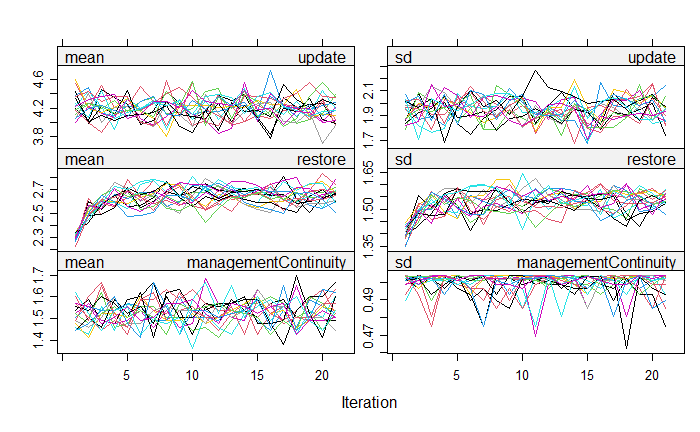 mean update
sd update
3.8 4.2 4.6
1.7 1.9 2.1
mean restore
sd restore
2.3 2.5 2.7
1.35 1.50 1.65
mean managementContinuity
sd managementContinuity
1.4 1.5 1.6 1.7
0.47 0.49
5 10 15 20
5 10 15 20
Iteration